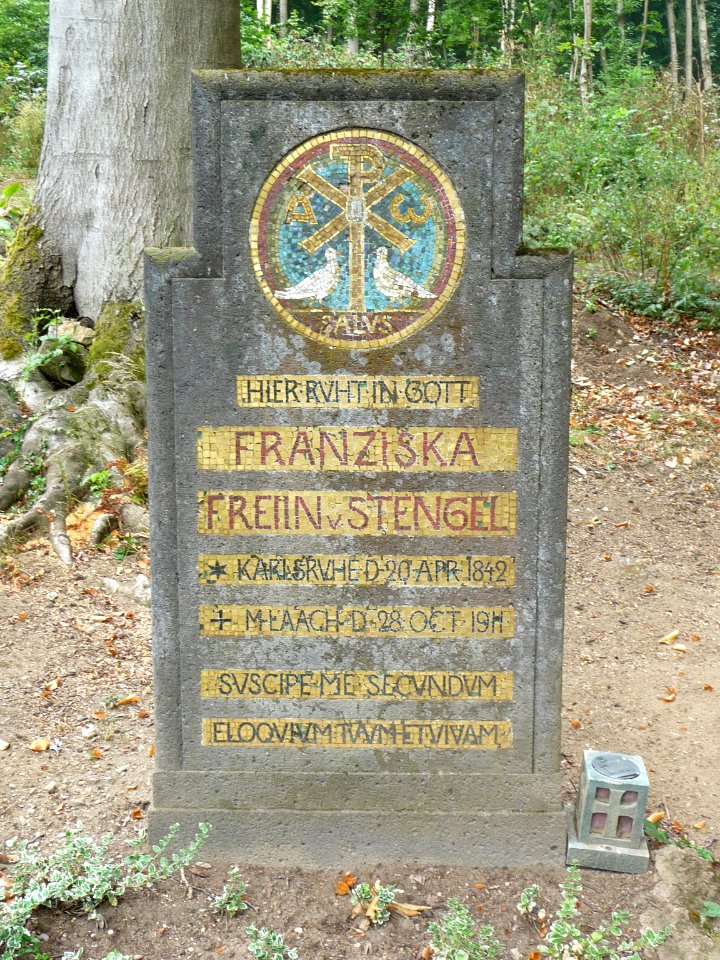 A ω
SALVS
HIER·RVHT·IN·GOTT
FRANZISKA
FREIIN·v·STENGEL
* KARLSRVHE·D·20·APR·1842
+ M·LAACH·D·28·OCT·1911
SVSCIPE·ME·SECVNDVM
ELOQVIVM·TVVM·ET·VIVAM